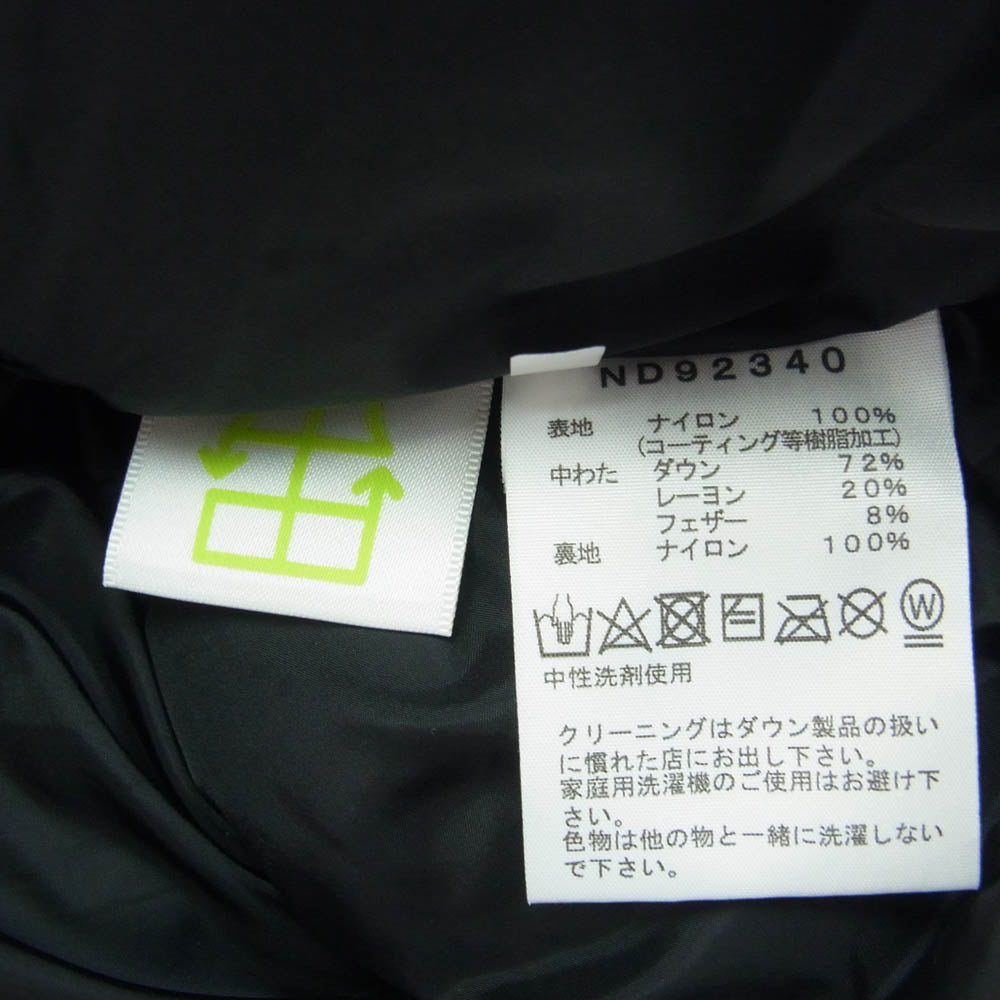 ND92340
表地 ナイロン 100%
(コーティング等樹脂加工)
中わた ダウン 72%
レーヨン 20%
フェザー 8%
裏地 ナイロン 100%
W
中性洗剤使用
クリーニングはダウン製品の扱い
に慣れた店にお出し下さい。
家庭用洗濯機のご使用はお避け下
さい。
色物は他の物と一緒に洗濯しない
で下さい。